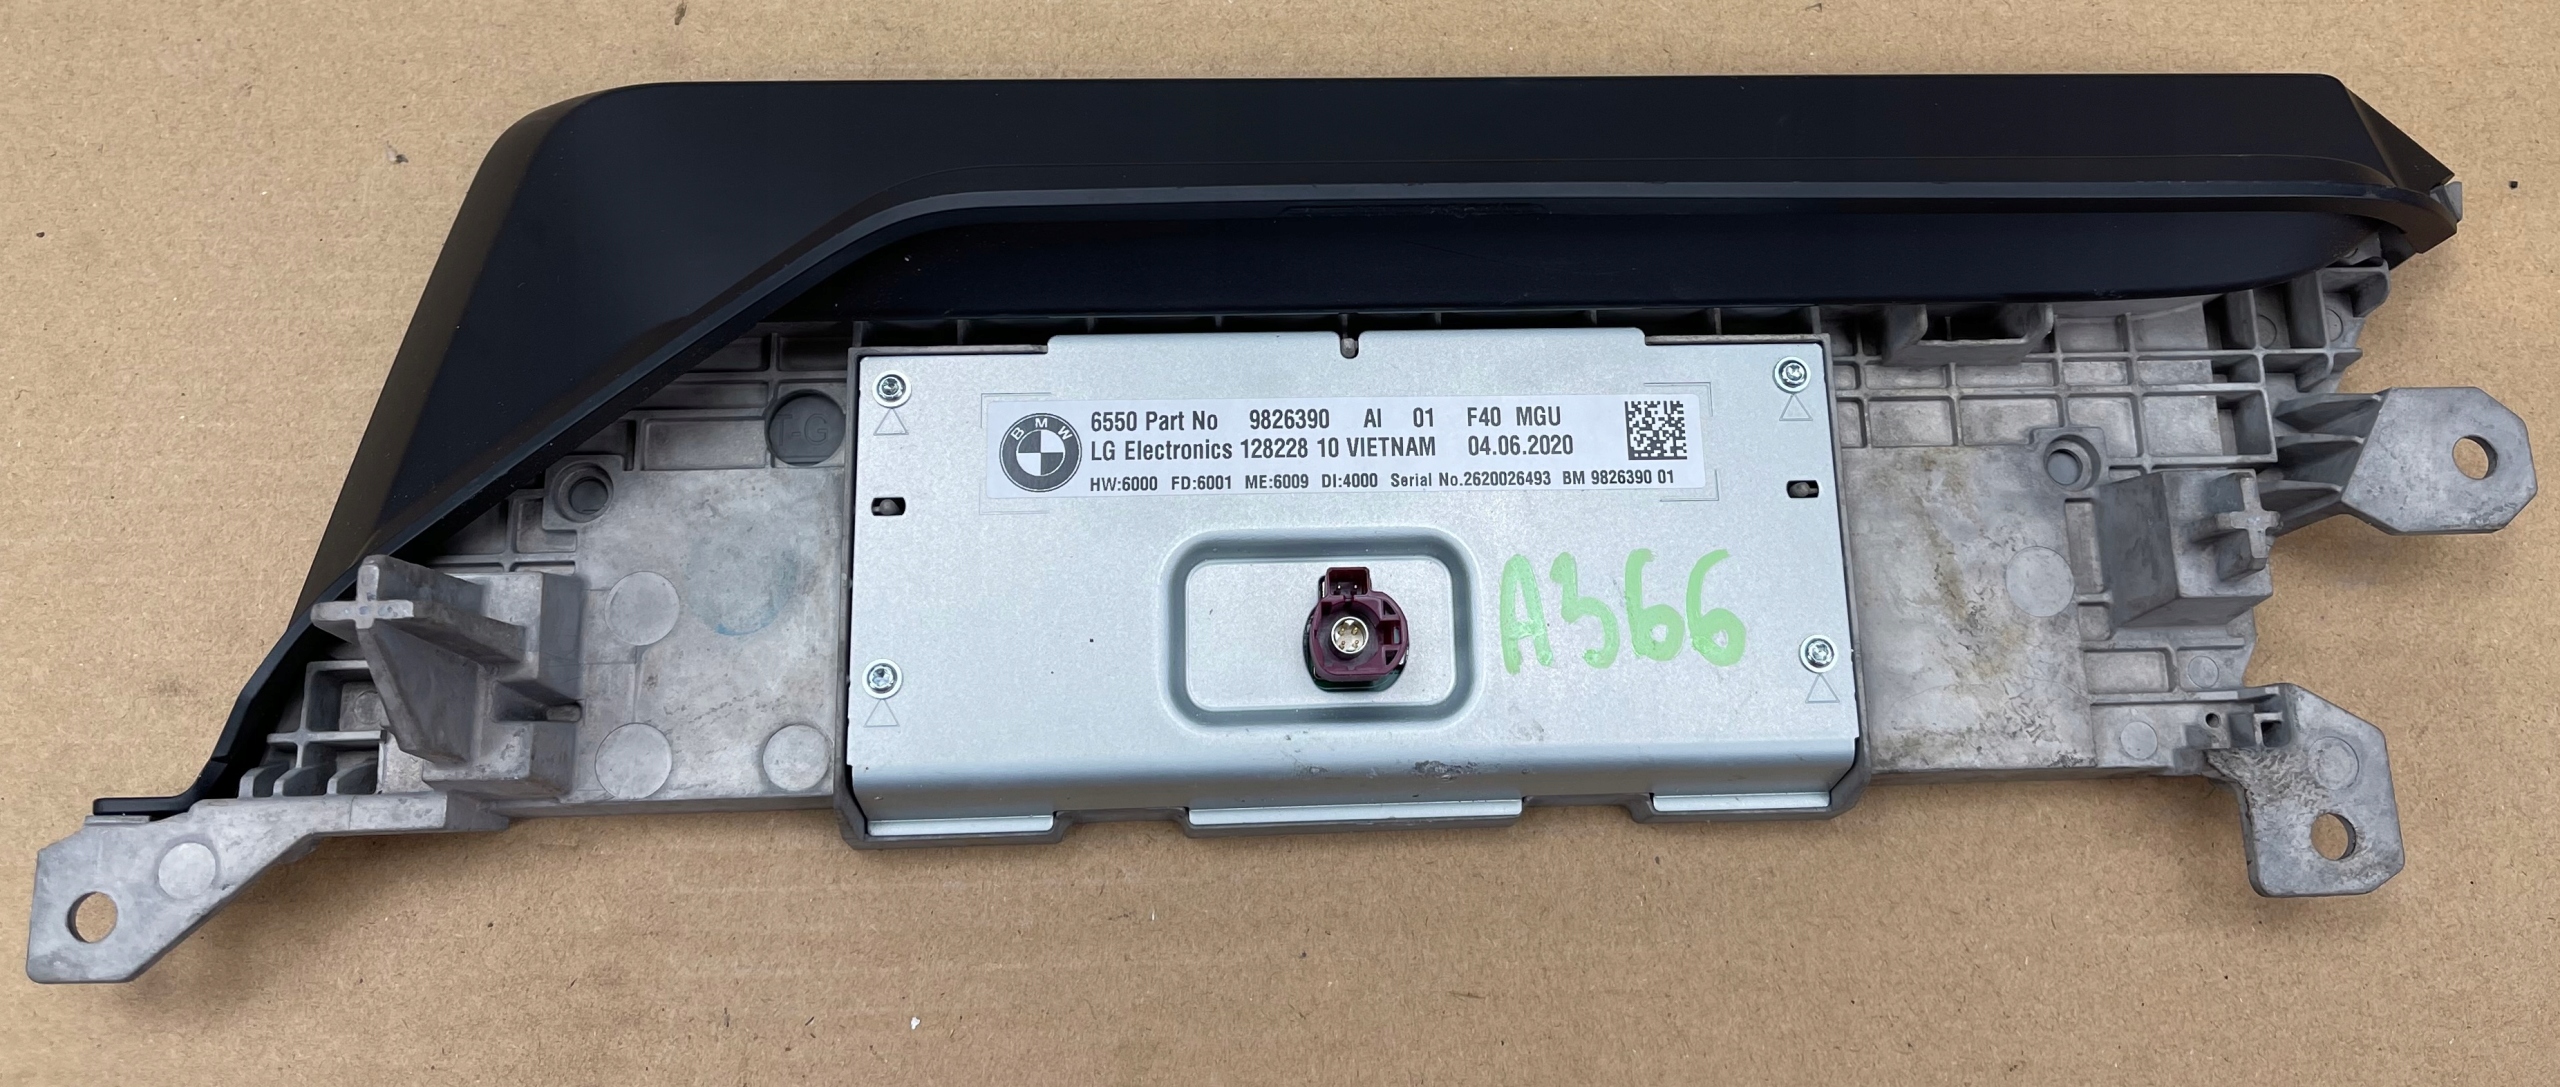 BMW
6550 Part No 9826390 AI 01 F40 MGU
LG Electronics 128228 10 VIETNAM 04.06.2020
HW:6000 FD:6001 ME:6009 DI:4000 Serial No.2620026493 BM 9826390 01
A366